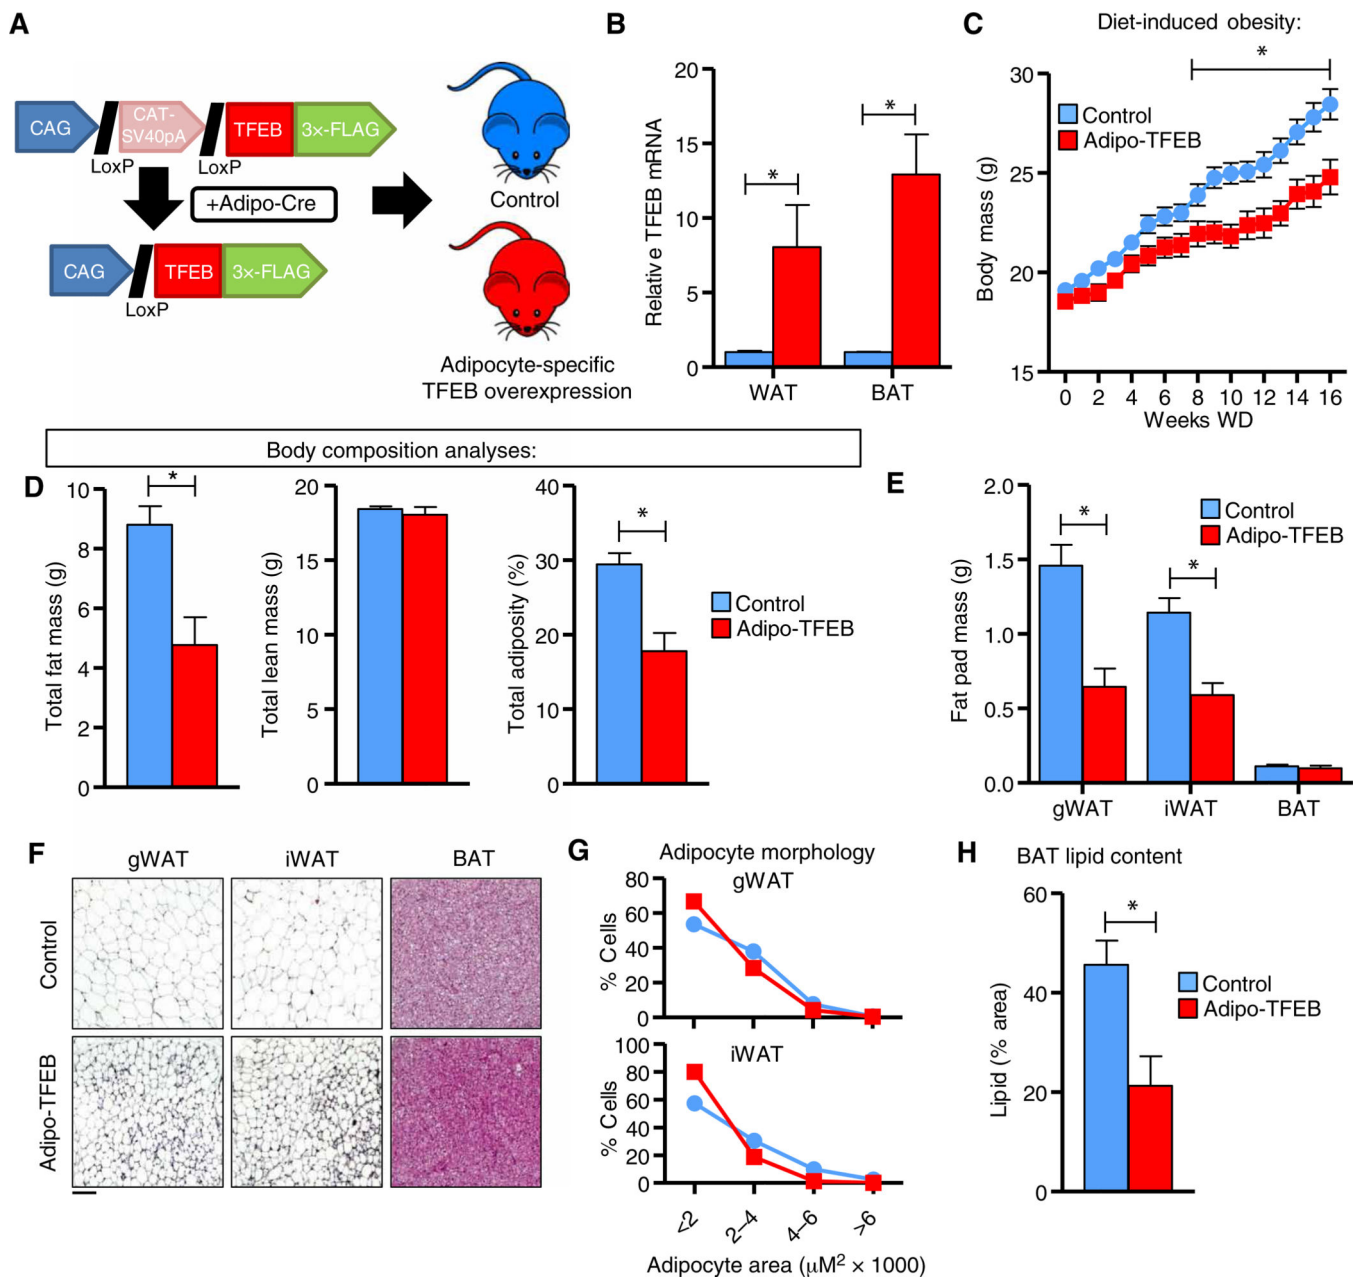 A
CAG
CAT-
SV40pA
TFEB
3×-FLAG
LoxP
LoxP
+Adipo-Cre
CAG
TFEB
3×-FLAG
LoxP
Control
Adipocyte-specific
TFEB overexpression
B
Relative TFEB mRNA
20
15
10
5
0
*
*
WAT
BAT
C
Diet-induced obesity:
*
Control
Adipo-TFEB
Body mass (g)
30
25
20
15
0 2 4 6 8 10 12 14 16
Weeks WD
Body composition analyses:
D
Total fat mass (g)
10
8
6
4
2
0
*
Total lean mass (g)
20
15
10
5
0
Total adiposity (%)
40
30
20
10
0
*
Control
Adipo-TFEB
E
Fat pad mass (g)
2.0
1.5
1.0
0.5
0.0
*
*
Control
Adipo-TFEB
gWAT
iWAT
BAT
F
gWAT
iWAT
BAT
Control
Adipo-TFEB
G
Adipocyte morphology
gWAT
% Cells
80
60
40
20
0
iWAT
% Cells
100
80
60
40
20
0
<2
2–4
4–6
>6
Adipocyte area (μM² × 1000)
H
BAT lipid content
Lipid (% area)
60
40
20
0
*
Control
Adipo-TFEB